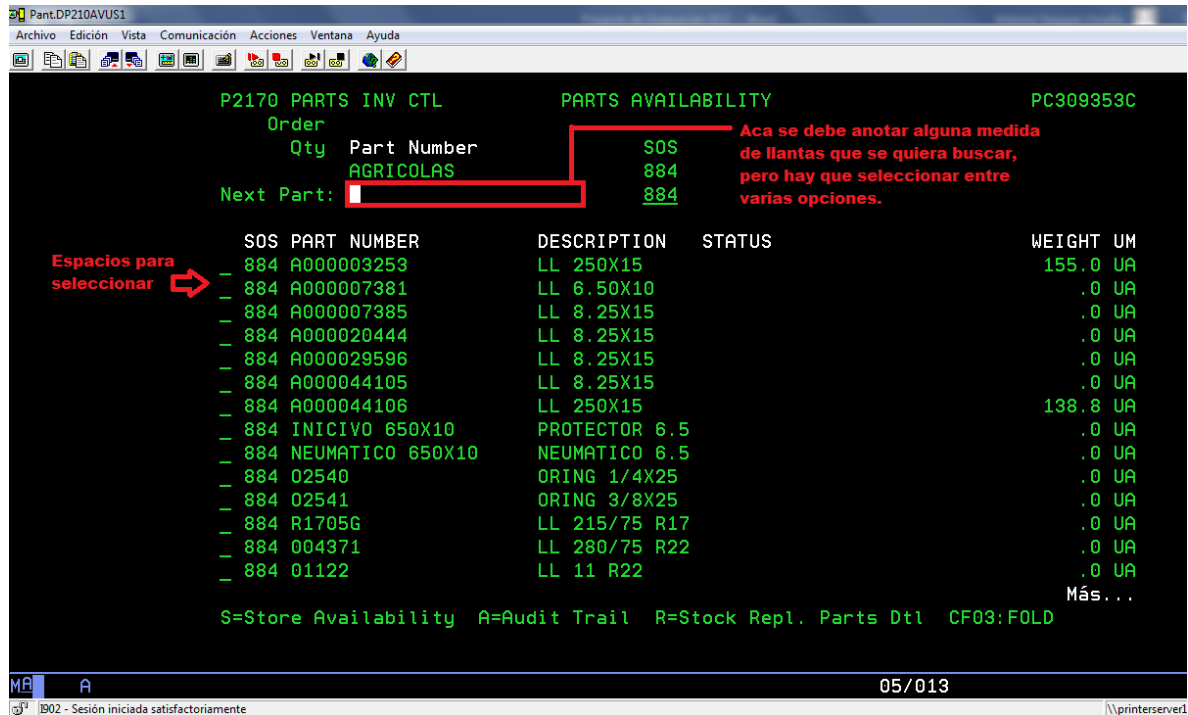 Pant.DP210AVUS1
Archivo Edición Vista Comunicación Acciones Ventana Ayuda
P2170 PARTS INV CTL PARTS AVAILABILITY PC309353C
Order
Qty Part Number SOS
AGRICOLAS 884
Next Part: 884
Aca se debe anotar alguna medida
de llantas que se quiera buscar,
pero hay que seleccionar entre
varias opciones.
SOS PART NUMBER DESCRIPTION STATUS WEIGHT UM
Espacios para
seleccionar
_ 884 A000003253 LL 250X15 155.0 UA
_ 884 A000007381 LL 6.50X10 .0 UA
_ 884 A000007385 LL 8.25X15 .0 UA
_ 884 A000020444 LL 8.25X15 .0 UA
_ 884 A000029596 LL 8.25X15 .0 UA
_ 884 A000044105 LL 8.25X15 .0 UA
_ 884 A000044106 LL 250X15 138.8 UA
_ 884 INICIVO 650X10 PROTECTOR 6.5 .0 UA
_ 884 NEUMATICO 650X10 NEUMATICO 6.5 .0 UA
_ 884 O2540 ORING 1/4X25 .0 UA
_ 884 O2541 ORING 3/8X25 .0 UA
_ 884 R1705G LL 215/75 R17 .0 UA
_ 884 004371 LL 280/75 R22 .0 UA
_ 884 01122 LL 11 R22 .0 UA
Más...
S=Store Availability A=Audit Trail R=Stock Repl. Parts Dtl CF03:FOLD
MA A 05/013
I902 - Sesión iniciada satisfactoriamente \\printerserver1